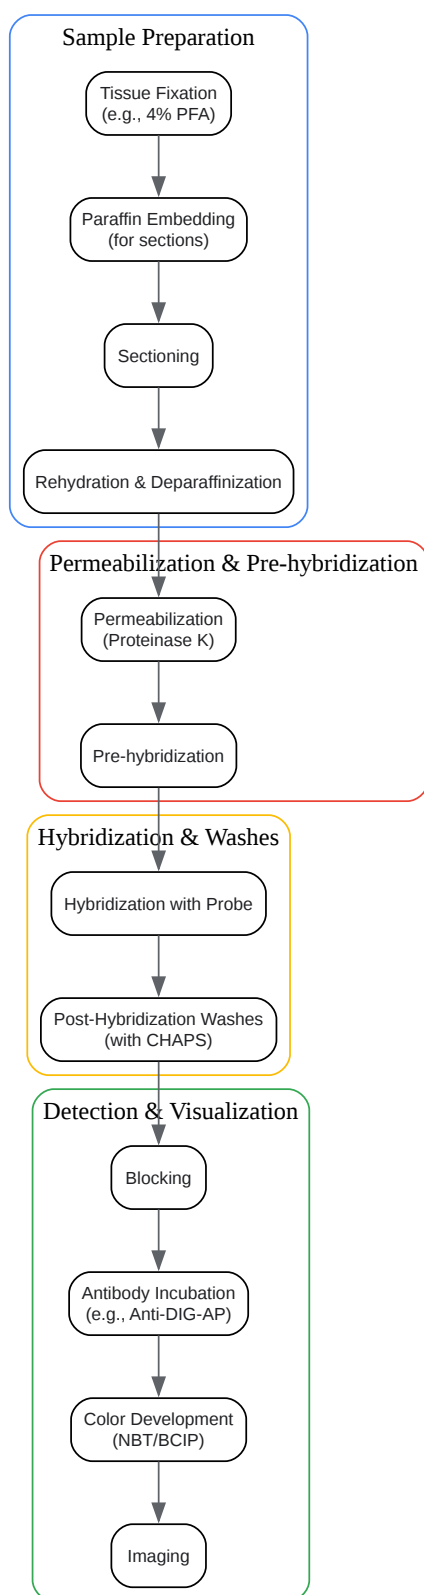 Sample Preparation
Tissue Fixation
(e.g., 4% PFA)
Paraffin Embedding
(for sections)
Sectioning
Rehydration & Deparaffinization
Permeabilization & Pre-hybridization
Permeabilization
(Proteinase K)
Pre-hybridization
Hybridization & Washes
Hybridization with Probe
Post-Hybridization Washes
(with CHAPS)
Detection & Visualization
Blocking
Antibody Incubation
(e.g., Anti-DIG-AP)
Color Development
(NBT/BCIP)
Imaging